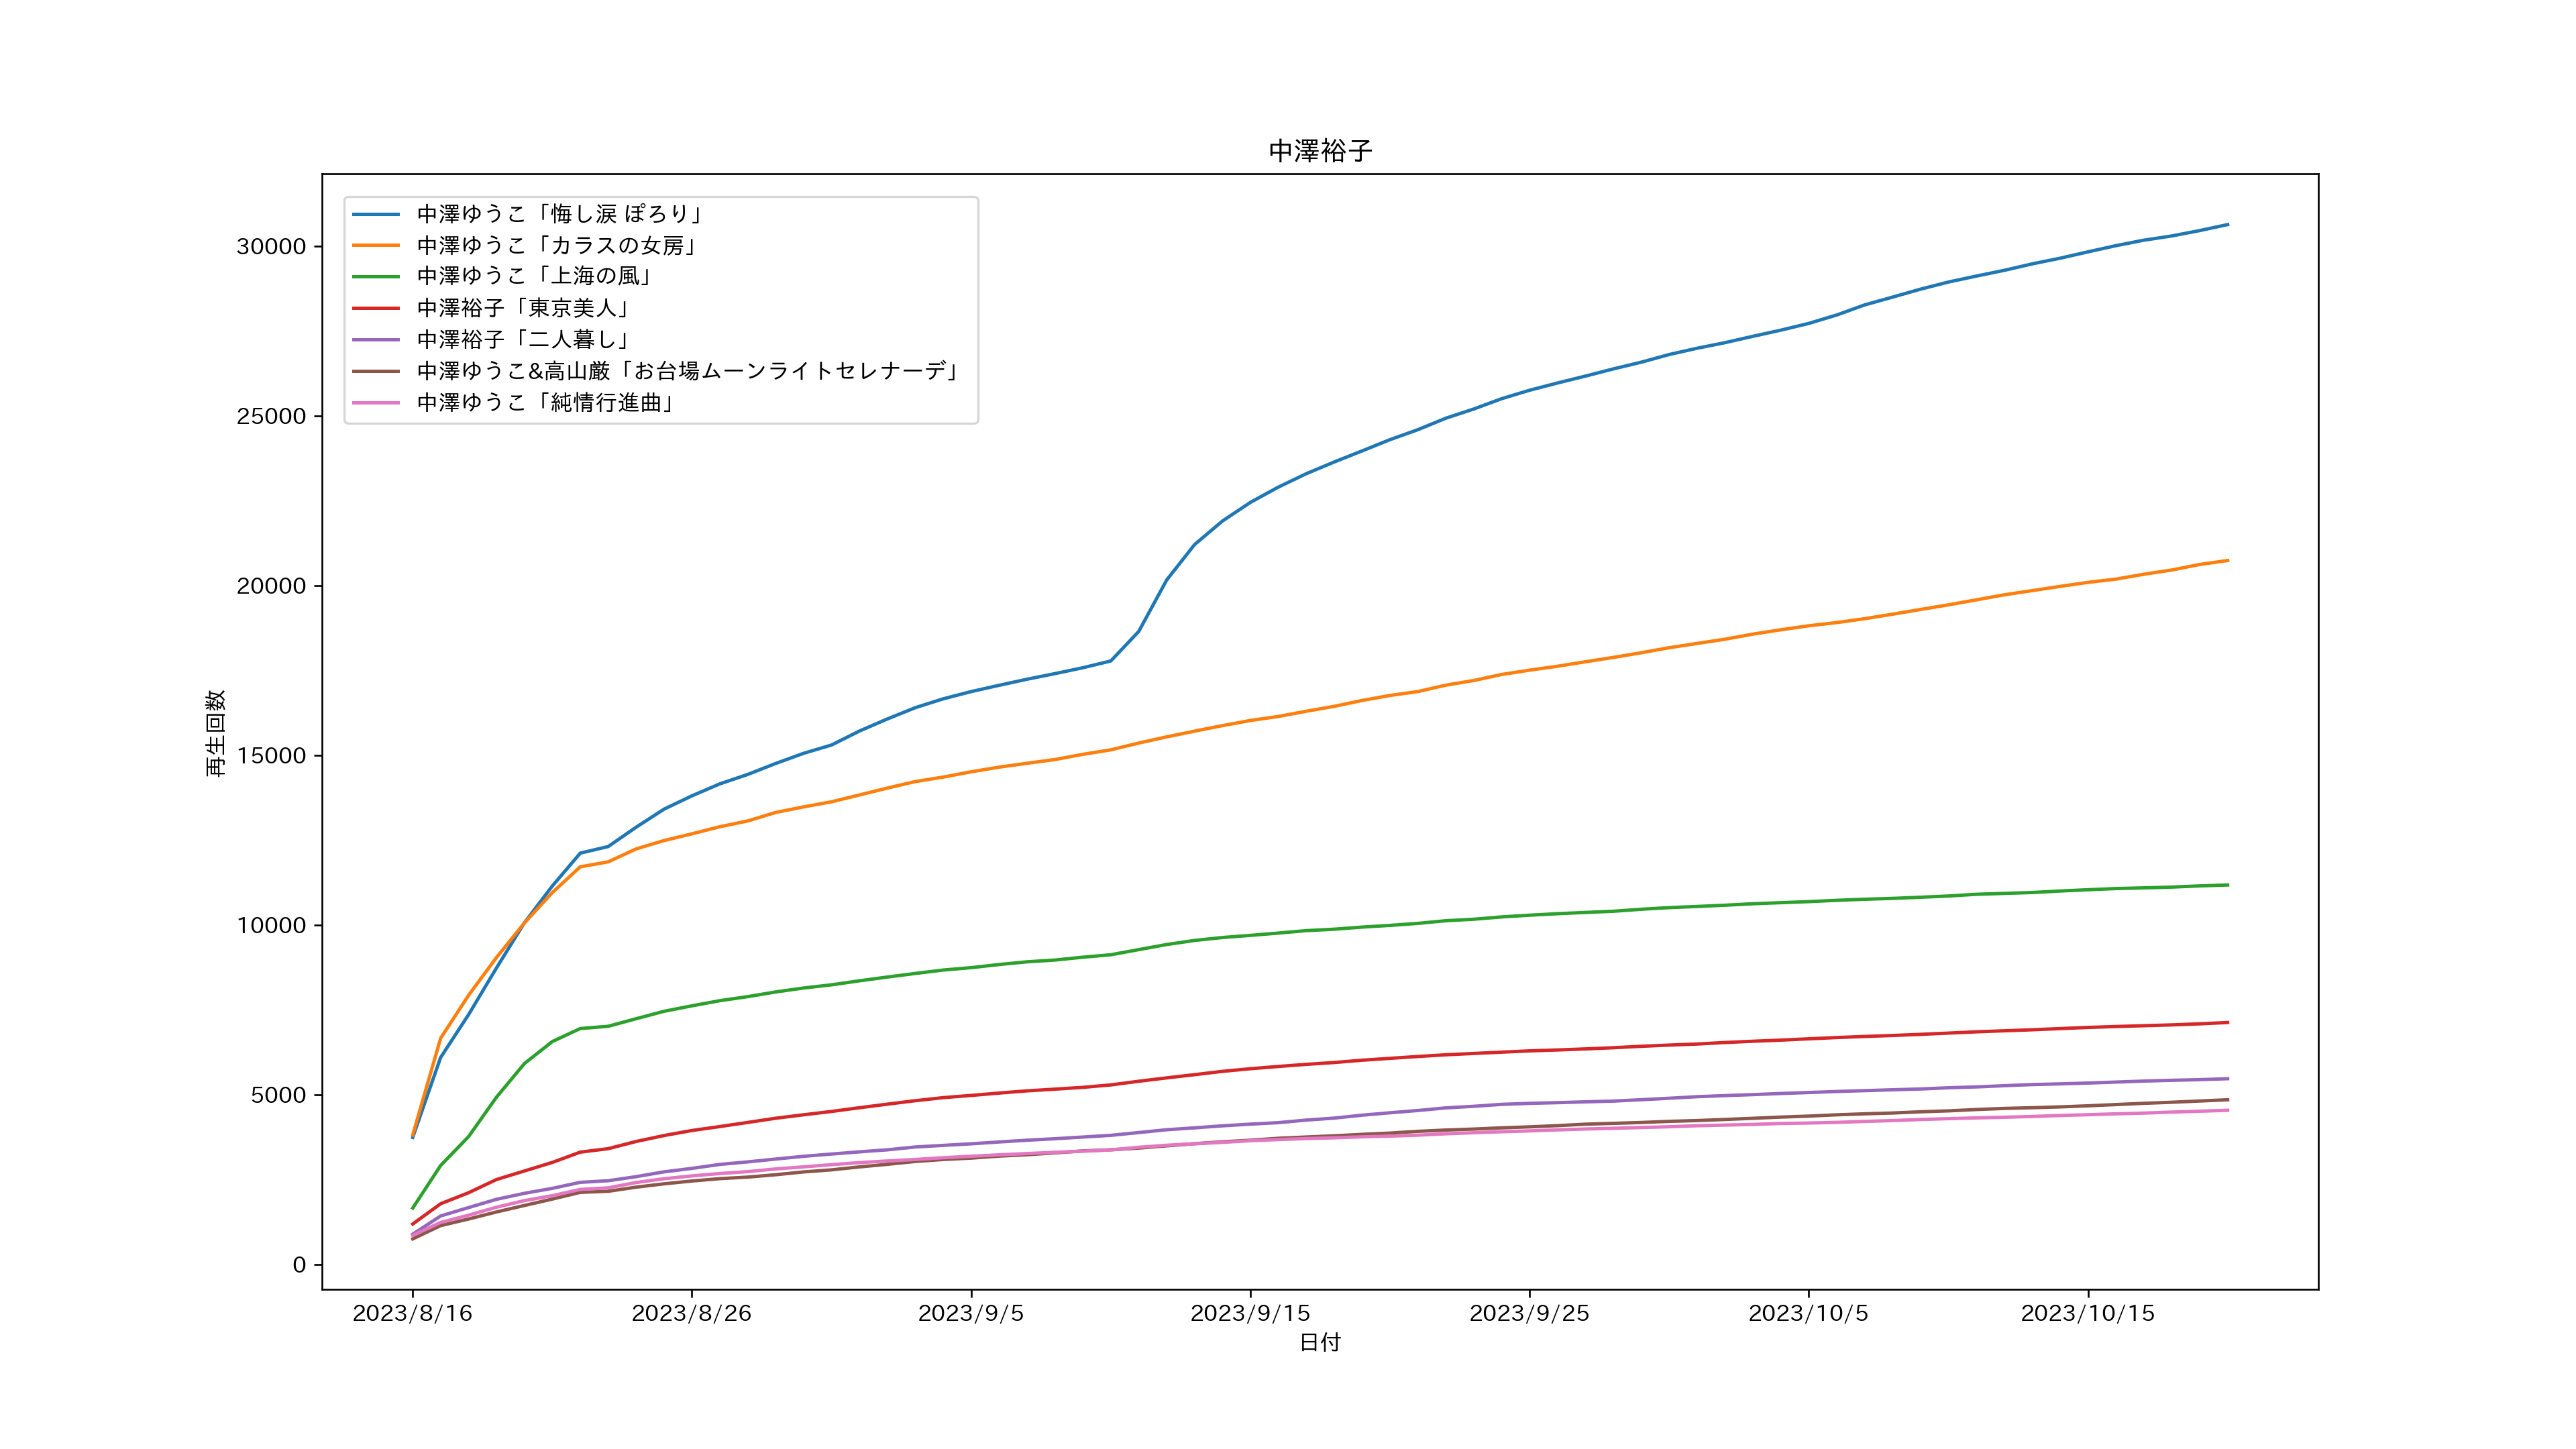 中澤裕子
中澤ゆうこ「悔し涙 ぽろり」
中澤ゆうこ「カラスの女房」
中澤ゆうこ「上海の風」
中澤裕子「東京美人」
中澤裕子「二人暮し」
中澤ゆうこ&高山厳「お台場ムーンライトセレナーデ」
中澤ゆうこ「純情行進曲」
再生回数
30000
25000
20000
15000
10000
5000
0
2023/8/16 2023/8/26 2023/9/5 2023/9/15 2023/9/25 2023/10/5 2023/10/15
日付